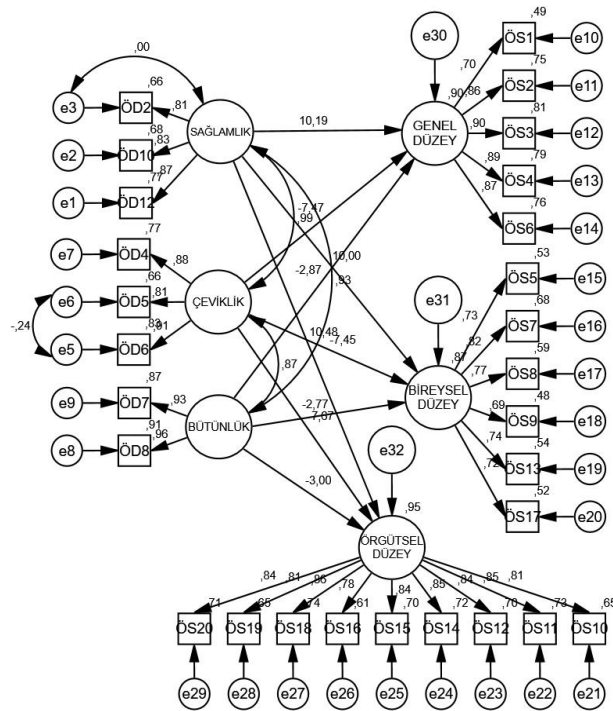 ,00
e3
,66
ÖD2
,81
e2
,68
ÖD10
,83
e1
,77
ÖD12
,87
SAĞLAMLIK
10,19
e30
,90
GENEL
DÜZEY
,70
,49
ÖS1
e10
,86
,75
ÖS2
e11
,90
,81
ÖS3
e12
,89
,79
ÖS4
e13
,87
,76
ÖS6
e14
-7,47
,99
-2,87
10,00
,93
e7
,77
ÖD4
,88
e6
,66
ÖD5
,81
e5
ÖD6
-,24
ÇEVİKLİK
10,48
-7,45
,87
e31
,87
BİREYSEL
DÜZEY
,73
,53
ÖS5
e15
,82
,68
ÖS7
e16
,77
,59
ÖS8
e17
,69
,48
ÖS9
e18
,74
,54
ÖS13
e19
,72
,52
ÖS17
e20
e9
,87
ÖD7
,93
e8
,91
ÖD8
,96
BÜTÜNLÜK
-2,77
-3,00
e32
,95
ÖRGÜTSEL
DÜZEY
,84
,81
,86
,78
,84
,85
,84
,85
,81
,71
,65
,74
,61
,70
,72
,70
,73
,65
ÖS20
ÖS19
ÖS18
ÖS16
ÖS15
ÖS14
ÖS12
ÖS11
ÖS10
e29
e28
e27
e26
e25
e24
e23
e22
e21